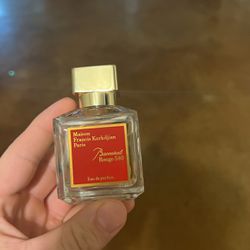 Maison
Francis Kurkdjian
Paris
Baccarat
Rouge 540
Eau de parfum